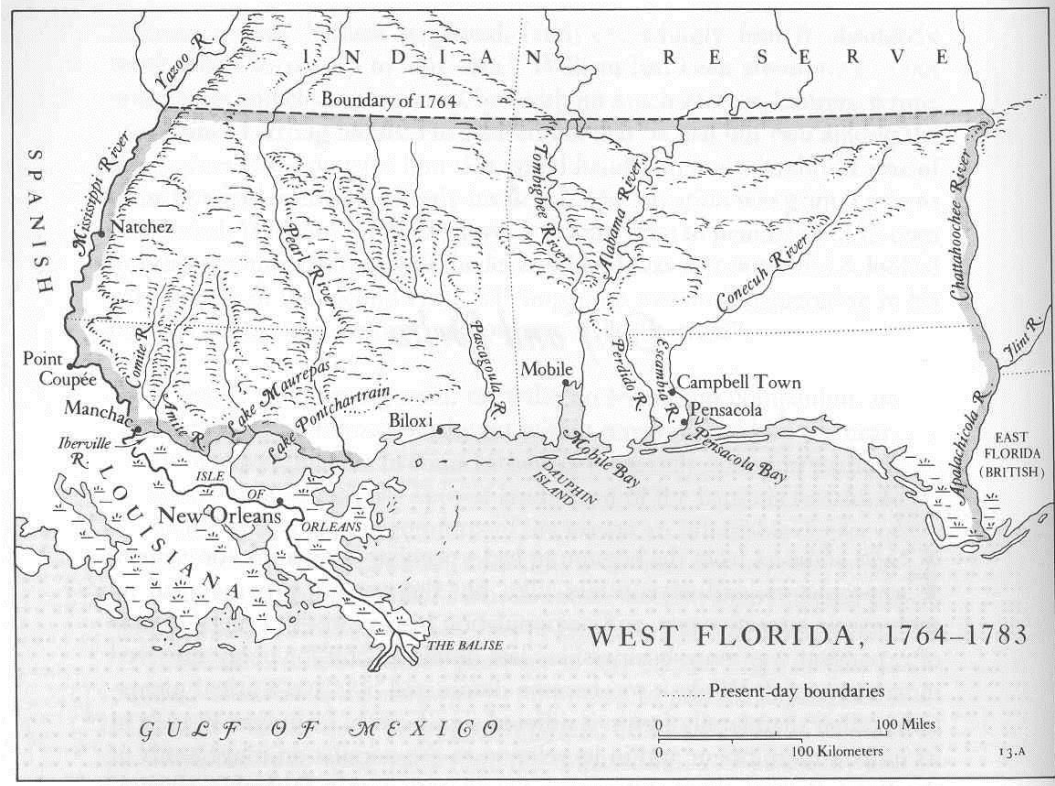 INDIAN RESERVE
Yazoo R.
Boundary of 1764
SPANISH
Mississippi River
Natchez
Pearl River
Tombigbee River
Alabama River
Conecuh River
Chattahoochee River
Flint R.
Point
Coupée
Comite R.
Lake Maurepas
Lake Pontchartrain
Pascagoula R.
Mobile
Perdido R.
Escambia R.
Campbell Town
Pensacola
Manchac
Amite R.
Biloxi
Iberville
R.
Mobile Bay
Pensacola Bay
DAUPHIN
ISLAND
Apalachicola R.
EAST
FLORIDA
(BRITISH)
LOUISIANA
ISLE
OF
ORLEANS
New Orleans
THE BALISE
WEST FLORIDA, 1764–1783
Present-day boundaries
GULF OF MEXICO
0 100 Miles
0 100 Kilometers
13.A